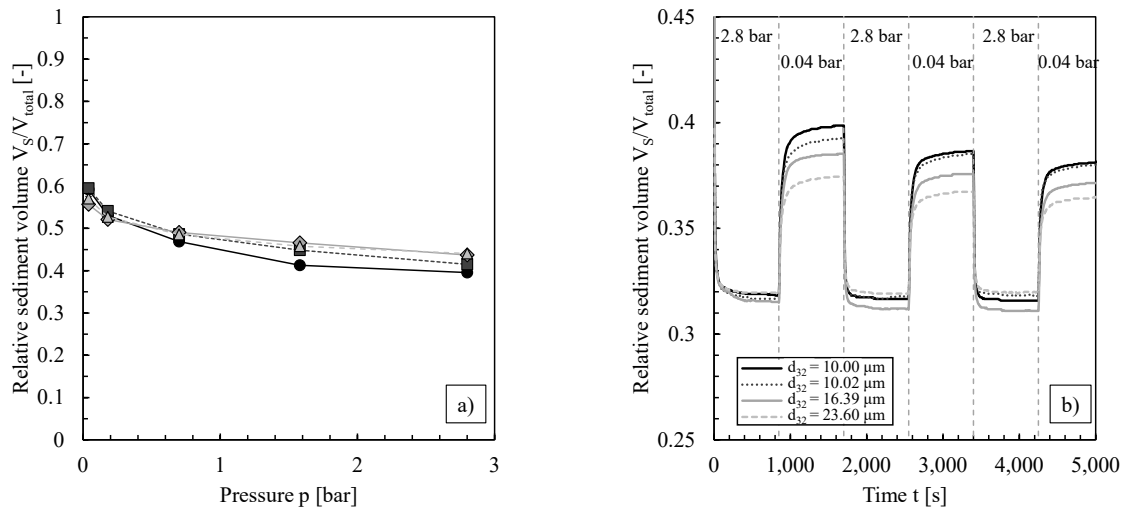 Relative sediment volume V_S/V_total [-]
1
0.9
0.8
0.7
0.6
0.5
0.4
0.3
0.2
0.1
0
0 1 2 3
Pressure p [bar]
a)
Relative sediment volume V_S/V_total [-]
0.45
0.4
0.35
0.3
0.25
2.8 bar 2.8 bar 2.8 bar
0.04 bar 0.04 bar 0.04 bar
d32 = 10.00 µm
d32 = 10.02 µm
d32 = 16.39 µm
d32 = 23.60 µm
b)
0 1,000 2,000 3,000 4,000 5,000
Time t [s]